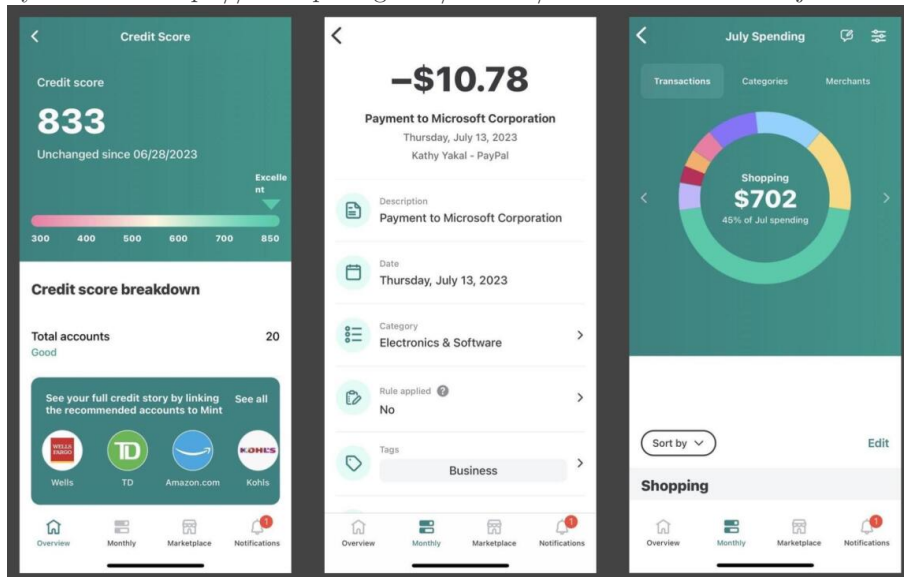 Credit Score
Credit score
833
Unchanged since 06/28/2023
Excelle
nt
300 400 500 600 700 850
Credit score breakdown
Total accounts 20
Good
See your full credit story by linking See all
the recommended accounts to Mint
WELLS
FARGO
TD
KOHL'S
Wells TD Amazon.com Kohls
Overview Monthly Marketplace Notifications
1
–$10.78
Payment to Microsoft Corporation
Thursday, July 13, 2023
Kathy Yakal - PayPal
Description
Payment to Microsoft Corporation
Date
Thursday, July 13, 2023
Category
Electronics & Software
Rule applied ?
No
Tags
Business
Overview Monthly Marketplace Notifications
1
July Spending
Transactions Categories Merchants
Shopping
$702
45% of Jul spending
Sort by Edit
Shopping
Overview Monthly Marketplace Notifications
1